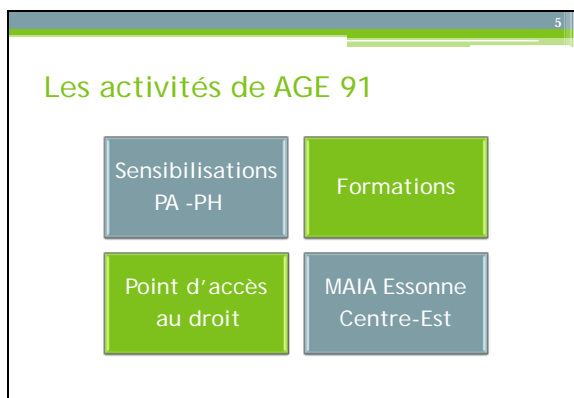 5
Les activités de AGE 91
Sensibilisations
PA -PH
Formations
Point d'accès
au droit
MAIA Essonne
Centre-Est